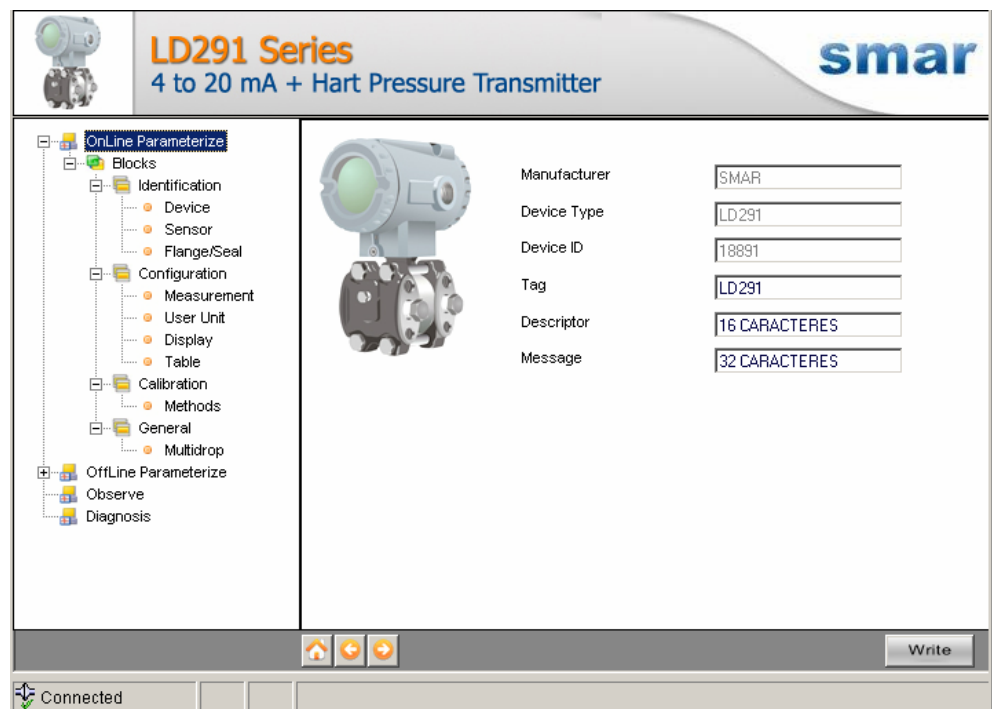 LD291 Series
4 to 20 mA + Hart Pressure Transmitter
smar
OnLine Parameterize
Blocks
Identification
Device
Sensor
Flange/Seal
Configuration
Measurement
User Unit
Display
Table
Calibration
Methods
General
Multidrop
OffLine Parameterize
Observe
Diagnosis
Manufacturer SMAR
Device Type LD291
Device ID 18891
Tag LD291
Descriptor 16 CARACTERES
Message 32 CARACTERES
Write
Connected